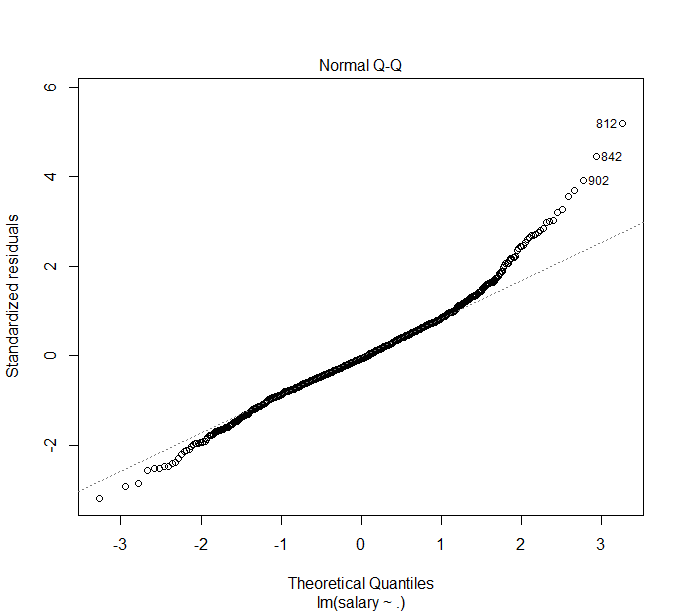 Normal Q-Q
6
4
2
0
-2
812
842
902
Standardized residuals
-3 -2 -1 0 1 2 3
Theoretical Quantiles
lm(salary ~ .)